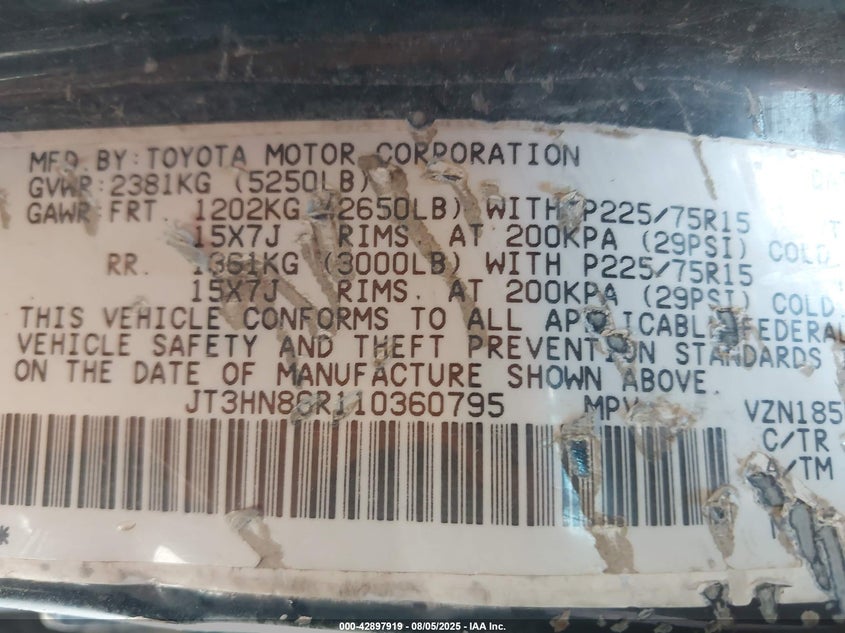 MFD. BY: TOYOTA MOTOR CORPORATION
GVWR: 2381KG (5250LB)
GAWR: FRT. 1202KG (2650LB) WITH P225/75R15
15X7J RIMS AT 200KPA (29PSI) COLD
RR. 1361KG (3000LB) WITH P225/75R15
15X7J RIMS. AT 200KPA (29PSI) COLD
THIS VEHICLE CONFORMS TO ALL APPLICABLE FEDERAL
VEHICLE SAFETY AND THEFT PREVENTION STANDARDS
ON THE DATE OF MANUFACTURE SHOWN ABOVE.
JT3HN86R110360795 MPV VZN185
C/TR
A/TM
*
000-42897919 | 08/05/2025 - IAA Inc.